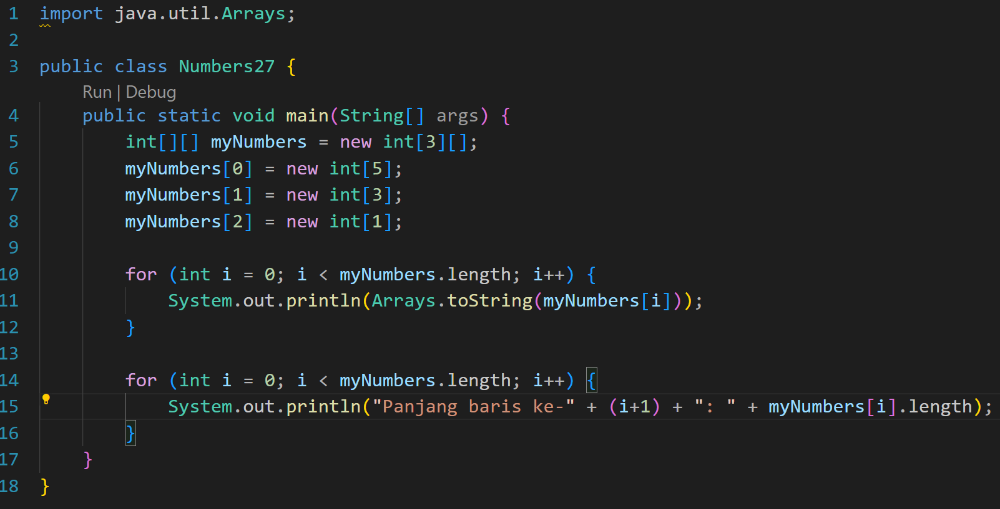 1 import java.util.Arrays;
2
3 public class Numbers27 {
Run | Debug
4 public static void main(String[] args) {
5 int[][] myNumbers = new int[3][];
6 myNumbers[0] = new int[5];
7 myNumbers[1] = new int[3];
8 myNumbers[2] = new int[1];
9
10 for (int i = 0; i < myNumbers.length; i++) {
11 System.out.println(Arrays.toString(myNumbers[i]));
12 }
13
14 for (int i = 0; i < myNumbers.length; i++) {
15 System.out.println("Panjang baris ke-" + (i+1) + ": " + myNumbers[i].length);
16 }
17 }
18 }